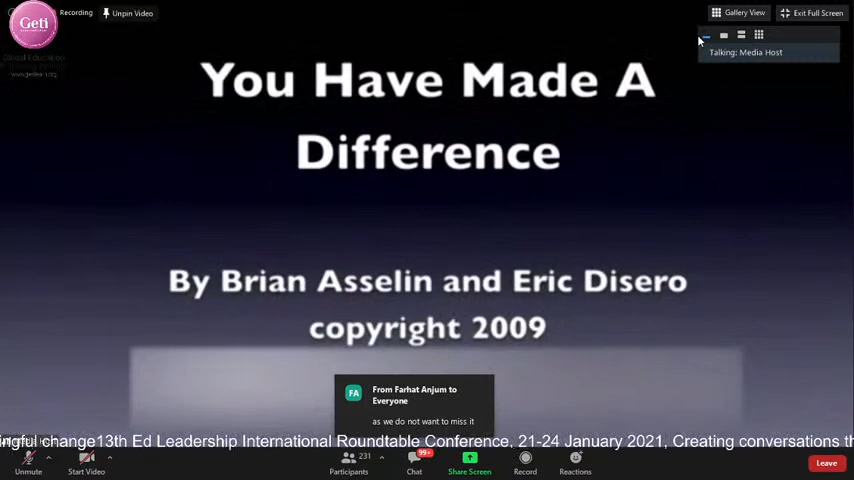 Geti
Recording
Unpin Video
Gallery View
Exit Full Screen
Talking: Media Host
You Have Made A
Difference
By Brian Asselin and Eric Disero
copyright 2009
FA
From Farhat Anjum to
Everyone
as we do not want to miss it
ingful change13th Ed Leadership International Roundtable Conference, 21-24 January 2021, Creating conversations th
Unmute
Start Video
231
Participants
99+
Chat
Share Screen
Record
Reactions
Leave